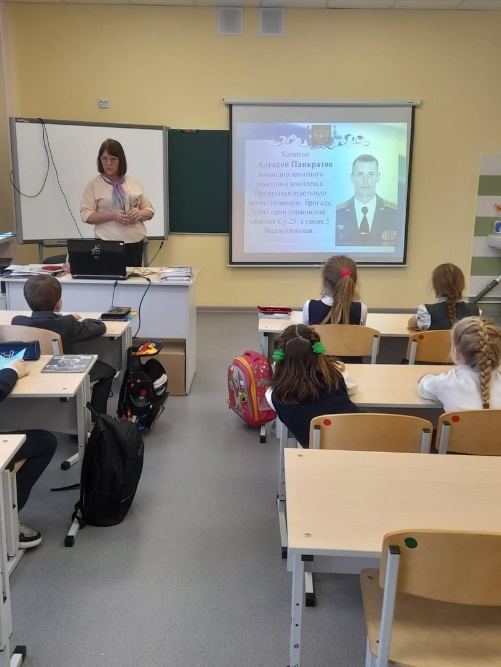 Капитан
Алексей Панкратов
командир зенитного
ракетного комплекса.
Прикрывая отдельную
мотострелковую бригаду,
сбил один украинский
самолет Су-25, а также 5
беспилотников.